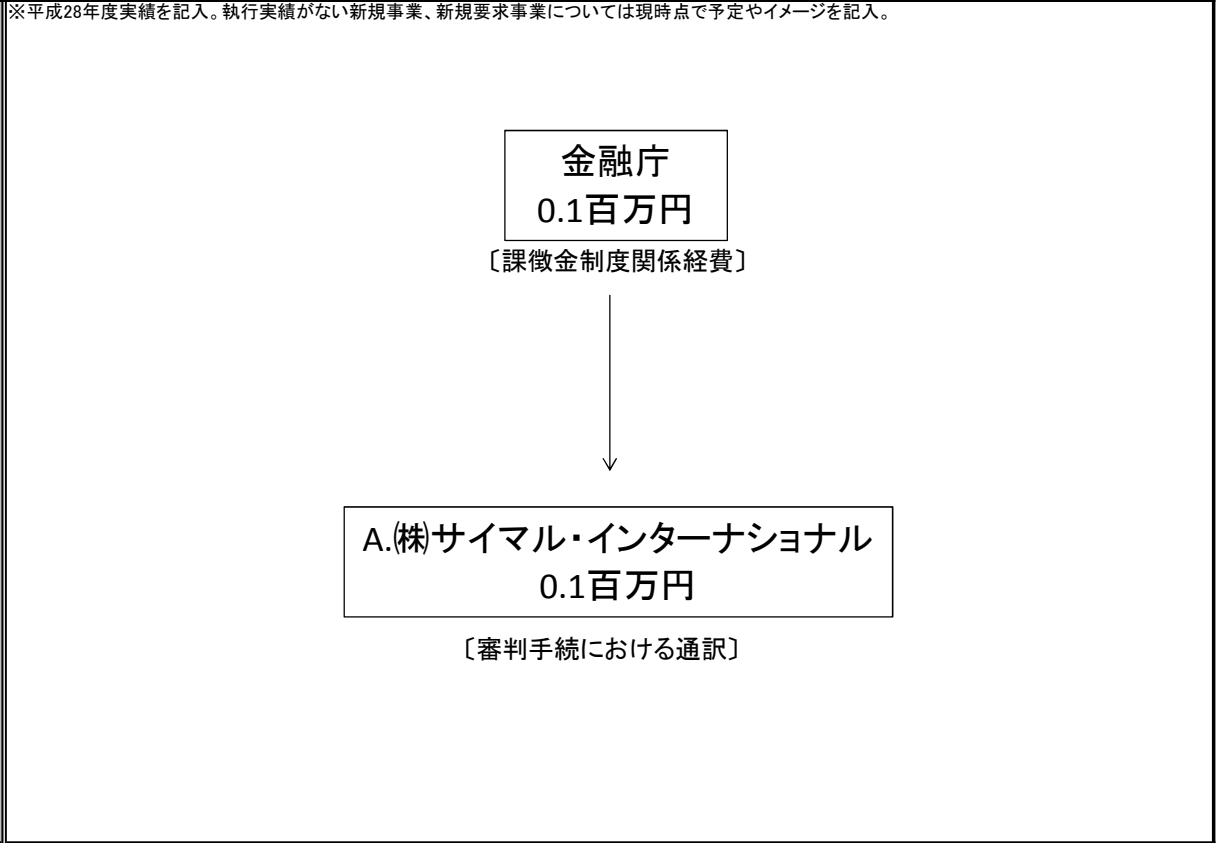 ※平成28年度実績を記入。執行実績がない新規事業、新規要求事業については現時点で予定やイメージを記入。
金融庁
0.1百万円
〔課徴金制度関係経費〕
A.㈱サイマル・インターナショナル
0.1百万円
〔審判手続における通訳〕